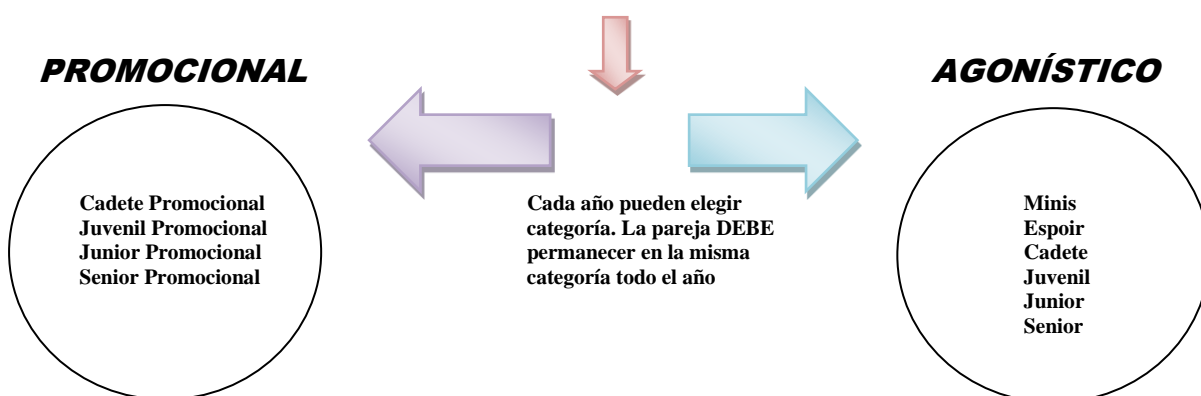 PROMOCIONAL
AGONÍSTICO
Cadete Promocional
Juvenil Promocional
Junior Promocional
Senior Promocional
Cada año pueden elegir
categoría. La pareja DEBE
permanecer en la misma
categoría todo el año
Minis
Espoir
Cadete
Juvenil
Junior
Senior